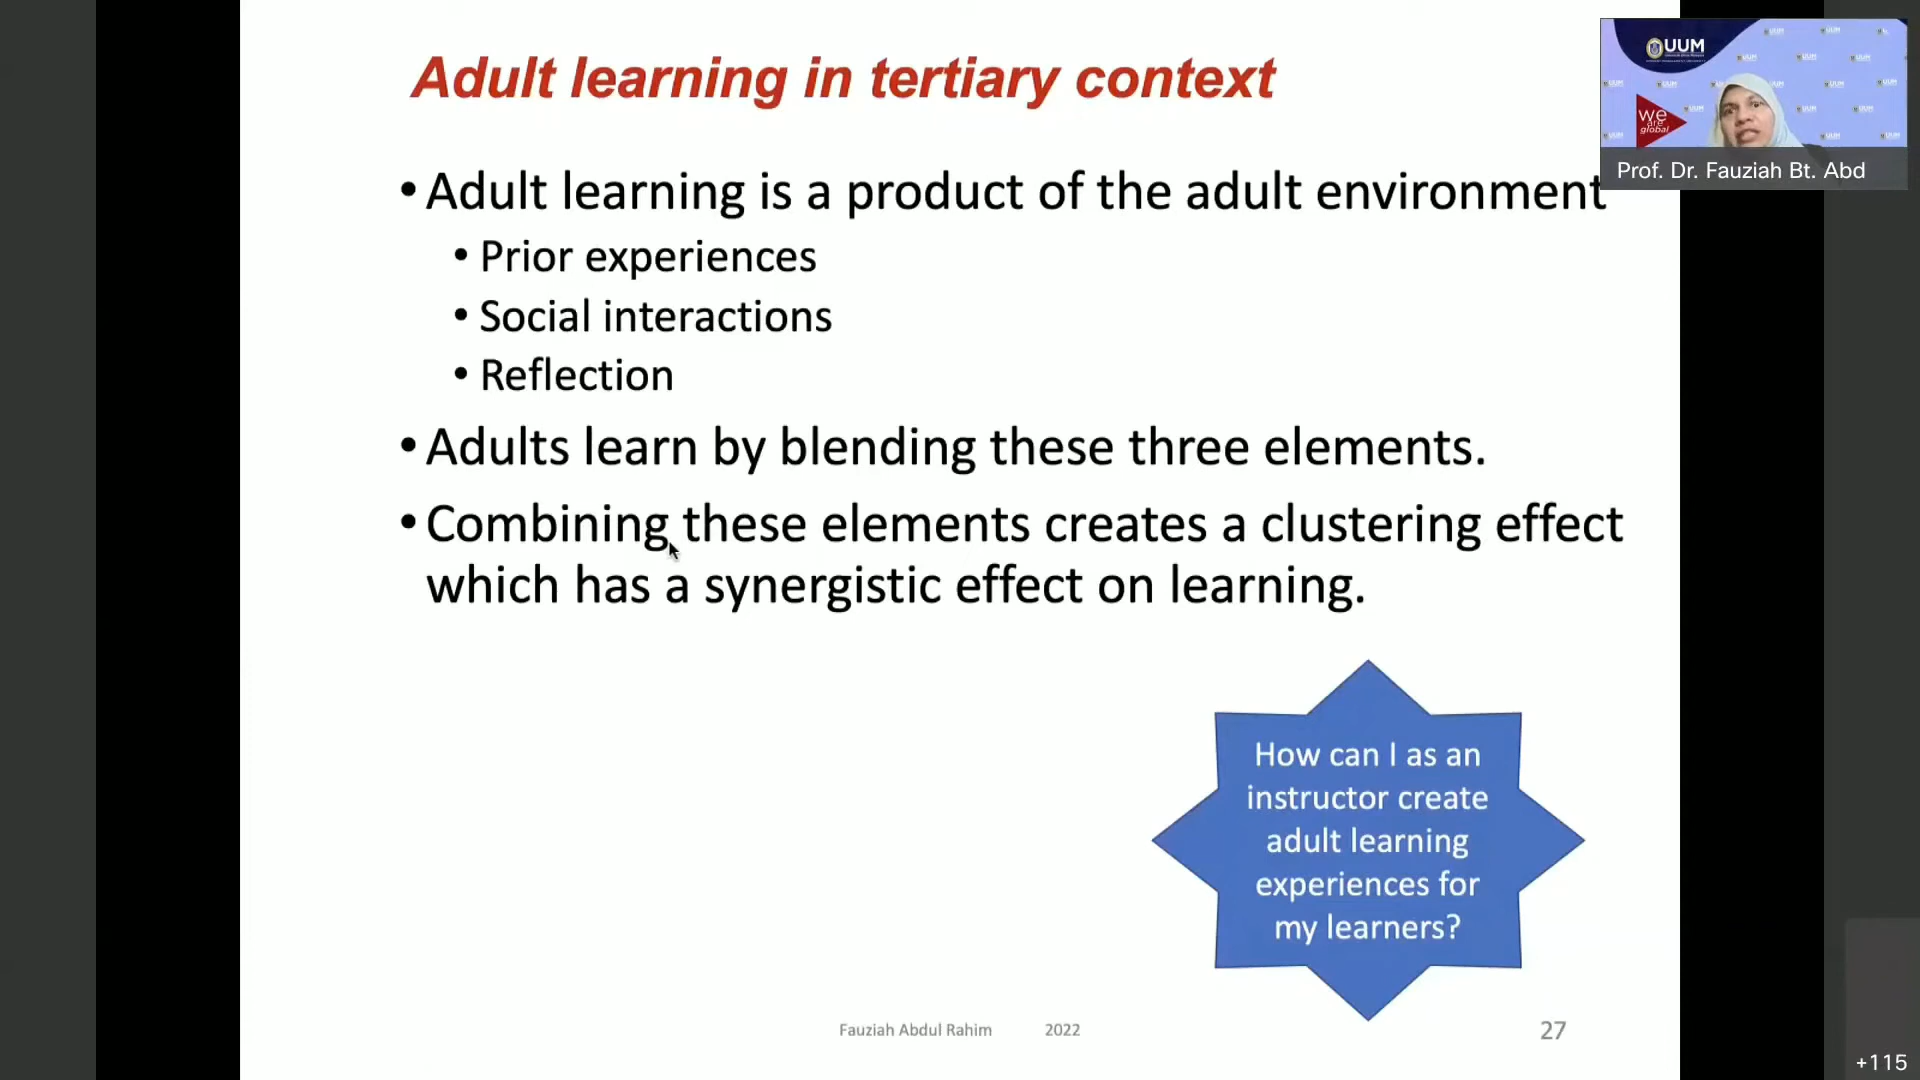 Adult learning in tertiary context
UUM
we
are
global
Prof. Dr. Fauziah Bt. Abd
• Adult learning is a product of the adult environment
• Prior experiences
• Social interactions
• Reflection
• Adults learn by blending these three elements.
• Combining these elements creates a clustering effect
which has a synergistic effect on learning.
How can I as an
instructor create
adult learning
experiences for
my learners?
Fauziah Abdul Rahim 2022
27
+115